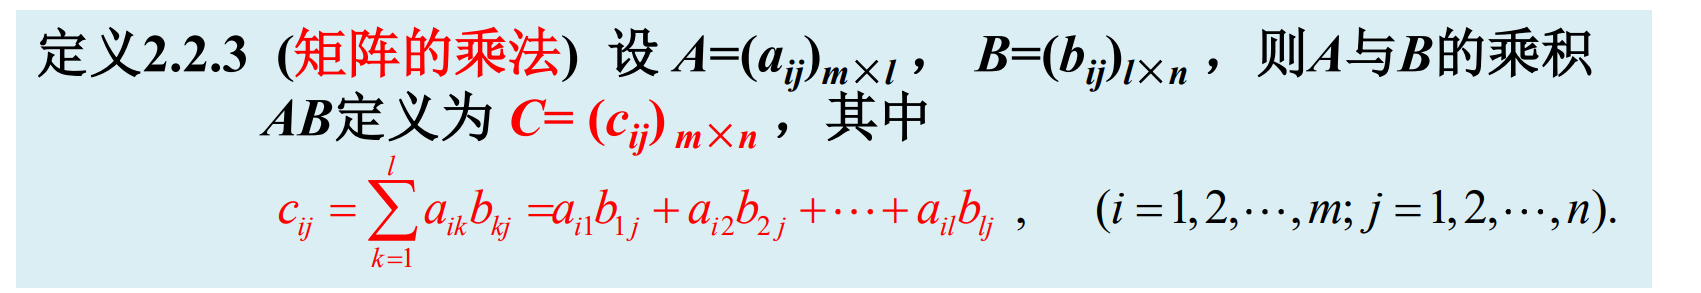 定义2.2.3 (矩阵的乘法) 设 A=(aᵢⱼ)ₘ×ₗ， B=(bᵢⱼ)ₗ×ₙ，则A与B的乘积
AB定义为 C= (cᵢⱼ) ₘ×ₙ，其中
cᵢⱼ = ∑ₖ₌₁ˡ aᵢₖbₖⱼ =aᵢ₁b₁ⱼ + aᵢ₂b₂ⱼ +⋯+ aᵢₗbₗⱼ , (i =1,2,⋯,m; j =1,2,⋯,n).